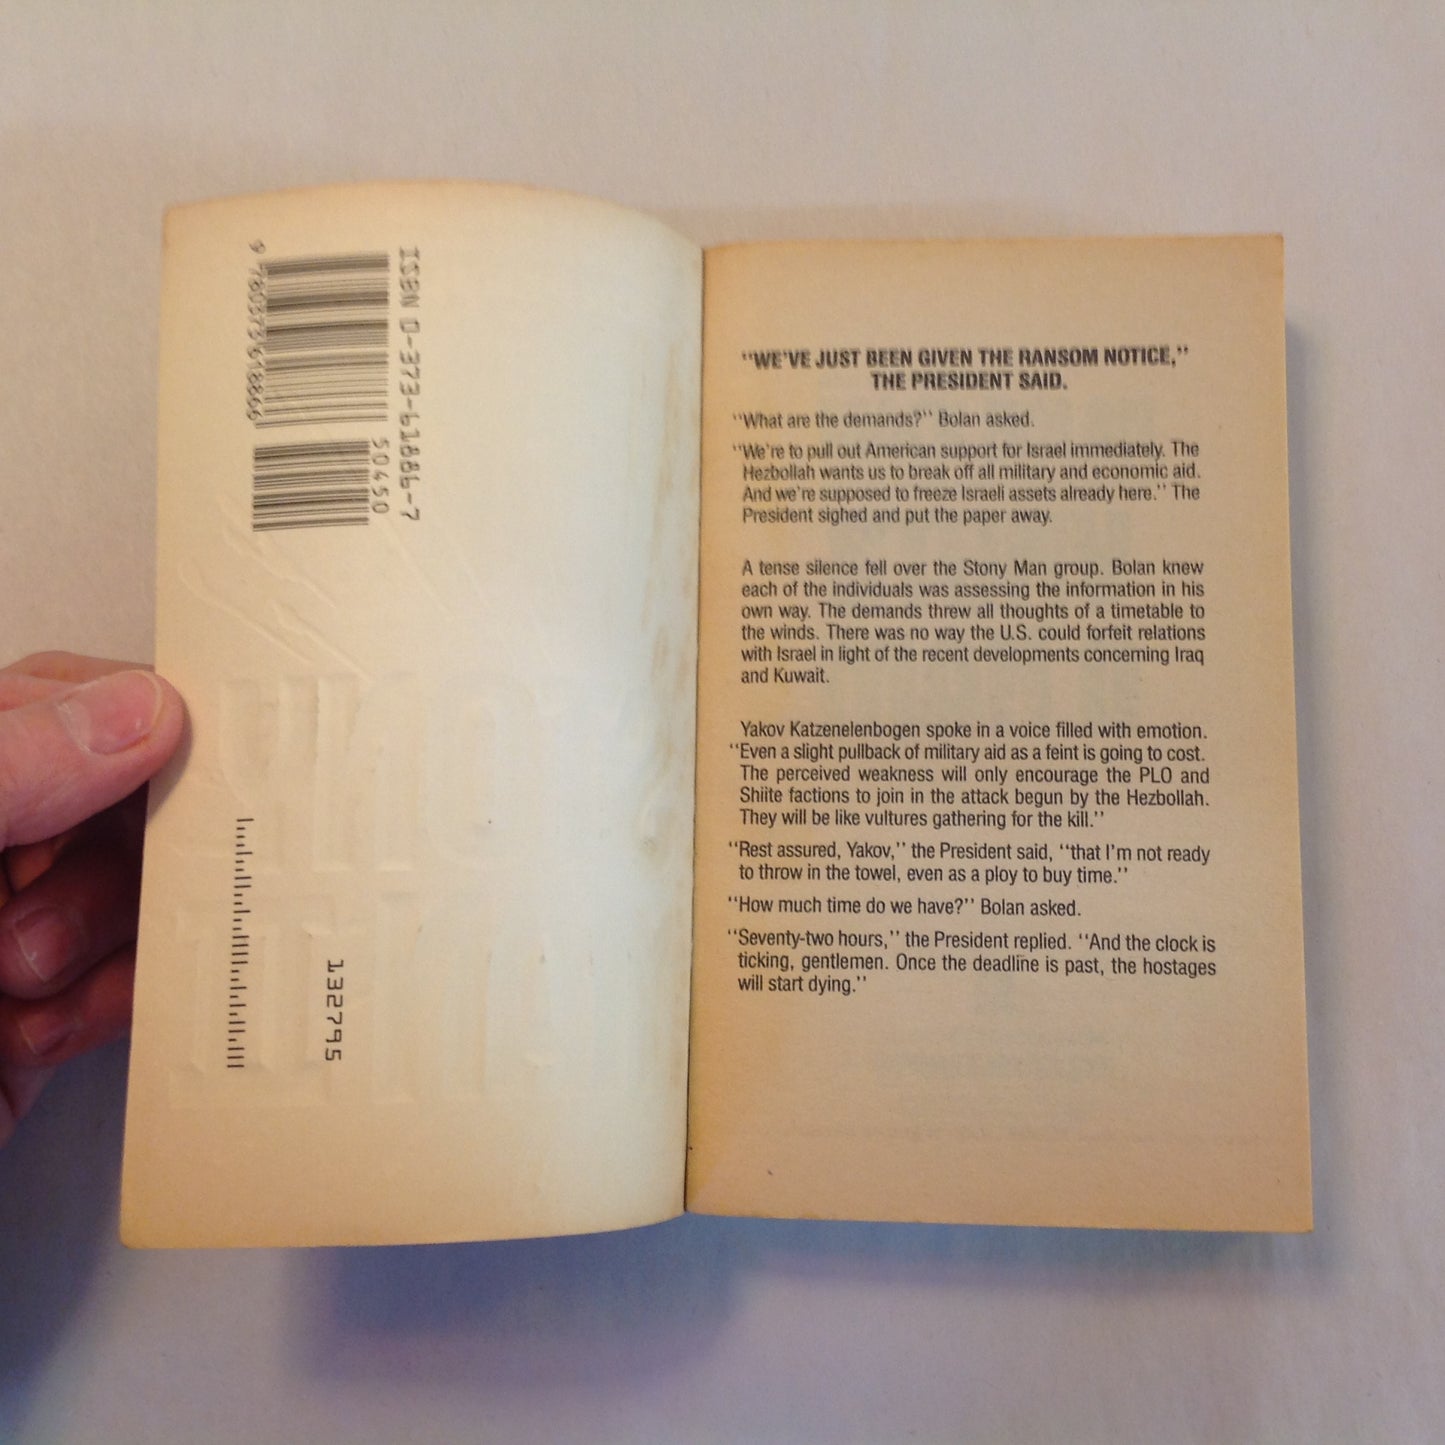 ISBN 0-373-61886-7
9 780373 618866
50450
132795
"WE'VE JUST BEEN GIVEN THE RANSOM NOTICE,"
THE PRESIDENT SAID.
"What are the demands?" Bolan asked.
"We're to pull out American support for Israel immediately. The
Hezbollah wants us to break off all military and economic aid.
And we're supposed to freeze Israeli assets already here." The
President sighed and put the paper away.
A tense silence fell over the Stony Man group. Bolan knew
each of the individuals was assessing the information in his
own way. The demands threw all thoughts of a timetable to
the winds. There was no way the U.S. could forfeit relations
with Israel in light of the recent developments concerning Iraq
and Kuwait.
Yakov Katzenelenbogen spoke in a voice filled with emotion.
"Even a slight pullback of military aid as a feint is going to cost.
The perceived weakness will only encourage the PLO and
Shiite factions to join in the attack begun by the Hezbollah.
They will be like vultures gathering for the kill."
"Rest assured, Yakov," the President said, "that I'm not ready
to throw in the towel, even as a ploy to buy time."
"How much time do we have?" Bolan asked.
"Seventy-two hours," the President replied. "And the clock is
ticking, gentlemen. Once the deadline is past, the hostages
will start dying."